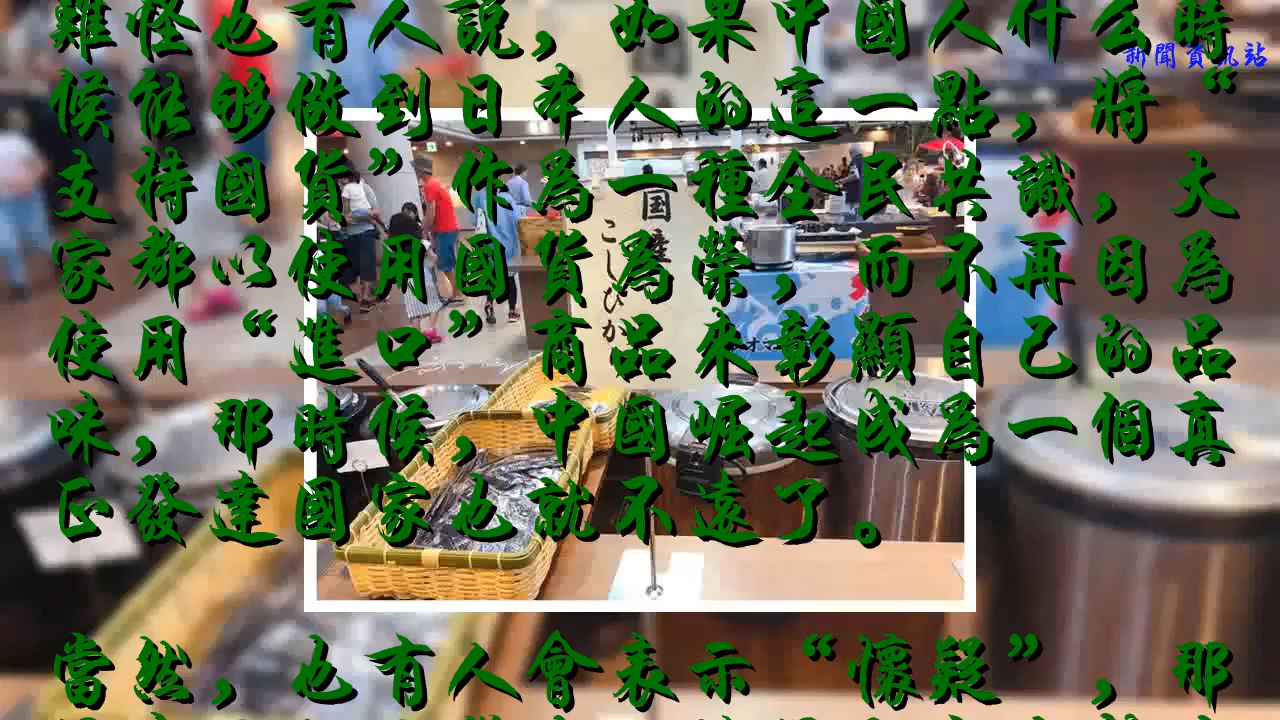 難怪也有人說，如果中國人什么時
新聞資訊站
候能够做到日本人的這一點，將“
支持國貨”作為一種全民共識，大
家都以使用國貨為榮，而不再因為
使用“進口”商品來彰顯自己的品
味，那時候，中國崛起成為一個真
正發達國家也就不遠了。
當然，也有人會表示“懷疑”，那
国産
こしひか